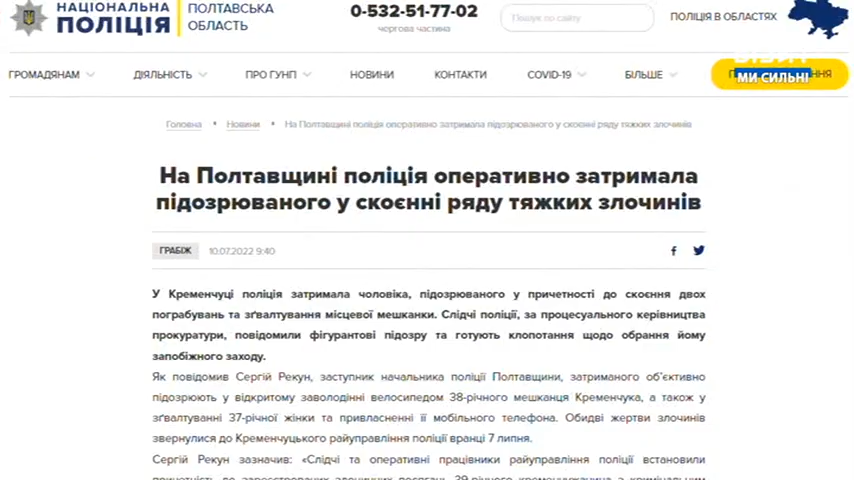 НАЦІОНАЛЬНА
ПОЛІЦІЯ
ПОЛТАВСЬКА
ОБЛАСТЬ
0-532-51-77-02
чергова частина
Пошук по сайту
ПОЛІЦІЯ В ОБЛАСТЯХ
ГРОМАДЯНАМ
ДІЯЛЬНІСТЬ
ПРО ГУНП
НОВИНИ
КОНТАКТИ
COVID-19
БІЛЬШЕ
МИ СИЛЬНІ
Головна • Новини • На Полтавщині поліція оперативно затримала підозрюваного у скоєнні ряду тяжких злочинів
На Полтавщині поліція оперативно затримала
підозрюваного у скоєнні ряду тяжких злочинів
ГРАБІЖ
10.07.2022 9:40
У Кременчуці поліція затримала чоловіка, підозрюваного у причетності до скоєння двох
пограбувань та зґвалтування місцевої мешканки. Слідчі поліції, за процесуального керівництва
прокуратури, повідомили фігурантові підозру та готують клопотання щодо обрання йому
запобіжного заходу.
Як повідомив Сергій Рекун, заступник начальника поліції Полтавщини, затриманого об'єктивно
підозрюють у відкритому заволодінні велосипедом 38-річного мешканця Кременчука, а також у
зґвалтуванні 37-річної жінки та привласненні її мобільного телефона. Обидві жертви злочинів
звернулися до Кременчуцького райуправління поліції вранці 7 липня.
Сергій Рекун зазначив: «Слідчі та оперативні працівники райуправління поліції встановили